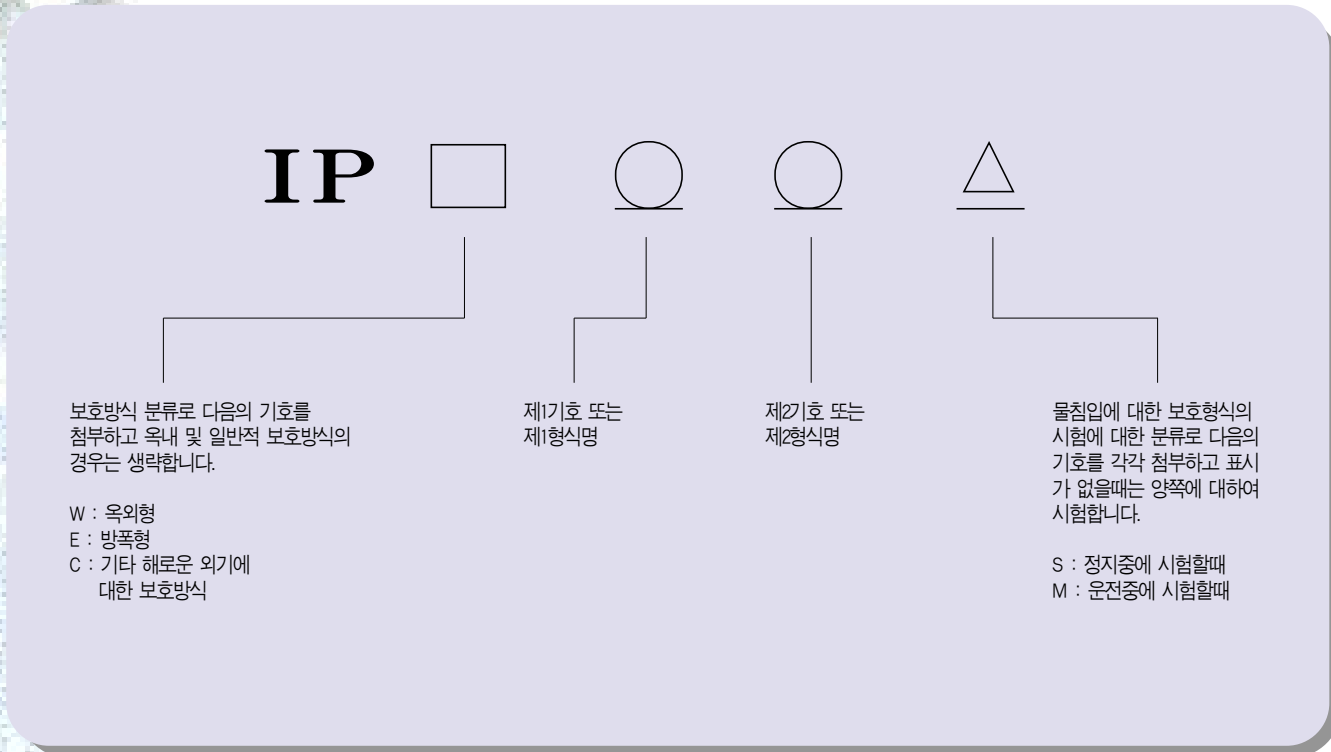 IP
보호방식 분류로 다음의 기호를
첨부하고 옥내 및 일반적 보호방식의
경우는 생략합니다.
W : 옥외형
E : 방폭형
C : 기타 해로운 외기에
대한 보호방식
제1기호 또는
제1형식명
제2기호 또는
제2형식명
물침입에 대한 보호형식의
시험에 대한 분류로 다음의
기호를 각각 첨부하고 표시
가 없을때는 양쪽에 대하여
시험합니다.
S : 정지중에 시험할때
M : 운전중에 시험할때